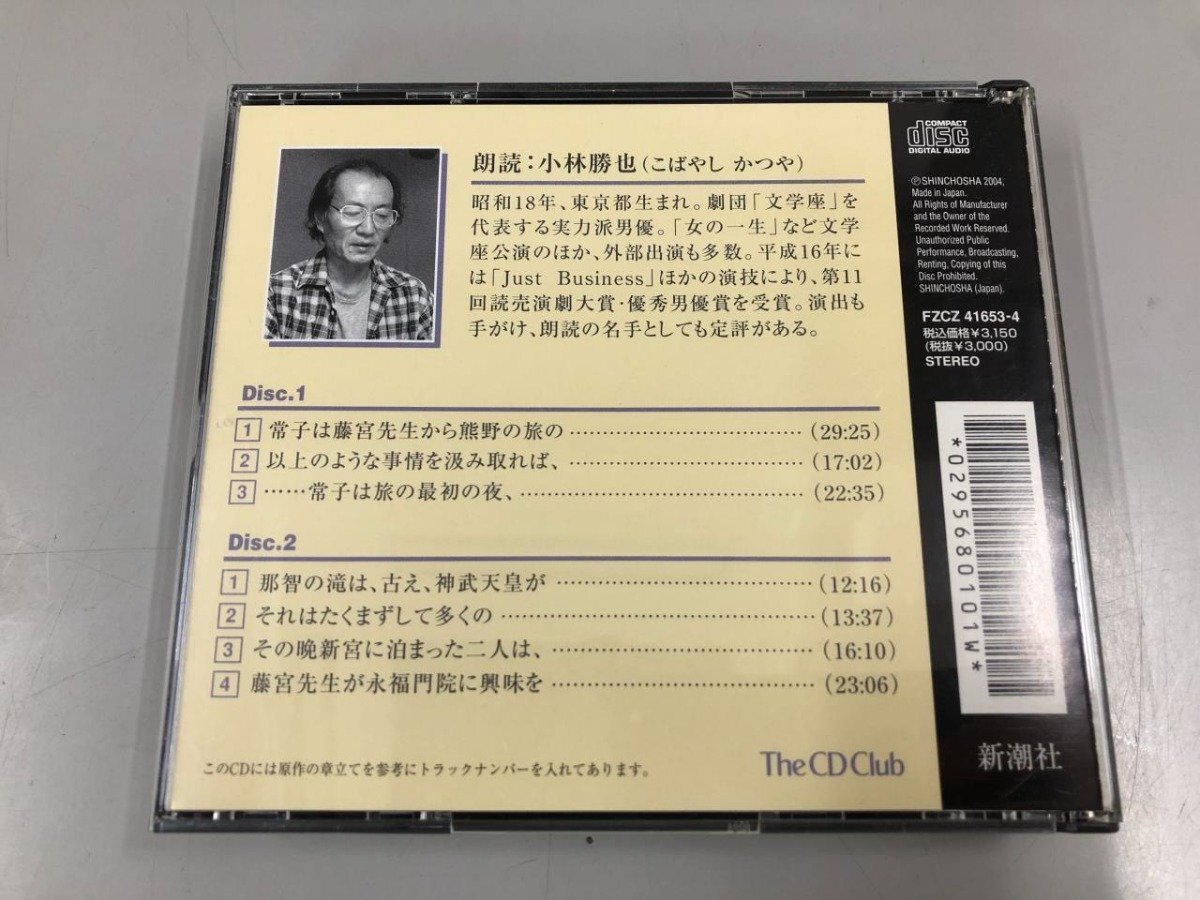 朗読：小林勝也（こばやし かつや）
昭和18年、東京都生まれ。劇団「文学座」を
代表する実力派男優。「女の一生」など文学
座公演のほか、外部出演も多数。平成16年に
は「Just Business」ほかの演技により、第11
回読売演劇大賞・優秀男優賞を受賞。演出も
手がけ、朗読の名手としても定評がある。
Disc.1
1 常子は藤宮先生から熊野の旅の……………………………（29:25）
2 以上のような事情を汲み取れば、……………………………（17:02）
3 ……常子は旅の最初の夜、…………………………………（22:35）
Disc.2
1 那智の滝は、古え、神武天皇が ……………………………（12:16）
2 それはたくまずして多くの …………………………………（13:37）
3 その晩新宮に泊まった二人は、………………………………（16:10）
4 藤宮先生が永福門院に興味を ………………………………（23:06）
このCDには原作の章立てを参考にトラックナンバーを入れてあります。
The CD Club
COMPACT
disc
DIGITAL AUDIO
ⓅSHINCHOSHA 2004,
Made in Japan.
All Rights of Manufacturer
and the Owner of the
Recorded Work Reserved.
Unauthorized Public
Performance, Broadcasting,
Renting, Copying of this
Disc Prohibited.
SHINCHOSHA (Japan).
FZCZ 41653-4
税込価格￥3,150
(税抜￥3,000)
STEREO
*0295680101W*
新潮社